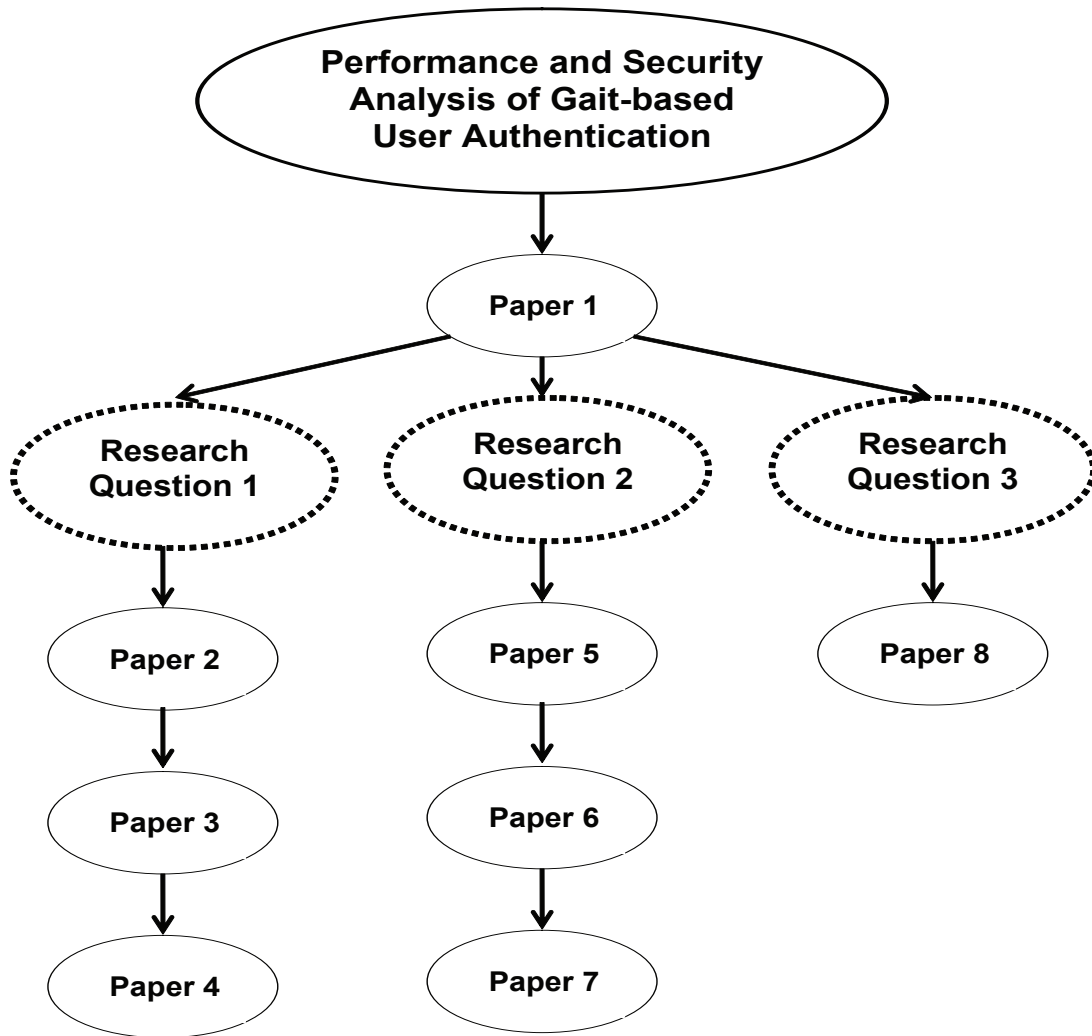 Performance and Security
Analysis of Gait-based
User Authentication
Paper 1
Research
Question 1
Research
Question 2
Research
Question 3
Paper 2
Paper 5
Paper 8
Paper 3
Paper 6
Paper 4
Paper 7